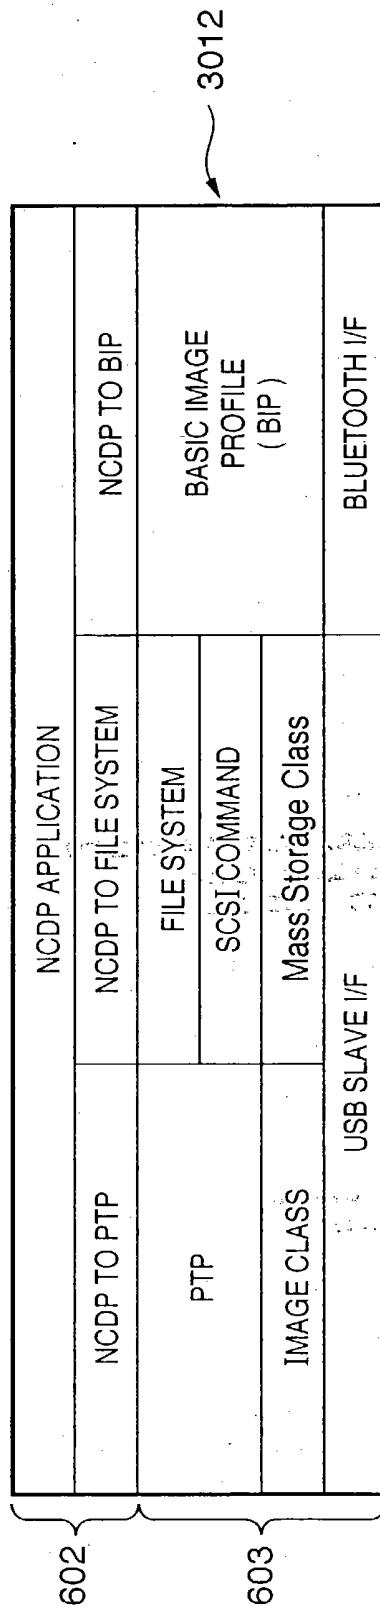 3012
602
603
NCDP APPLICATION
NCDP TO PTP
NCDP TO FILE SYSTEM
NCDP TO BIP
PTP
FILE SYSTEM
SCSI COMMAND
BASIC IMAGE
PROFILE
(BIP)
IMAGE CLASS
Mass Storage Class
USB SLAVE I/F
BLUETOOTH I/F